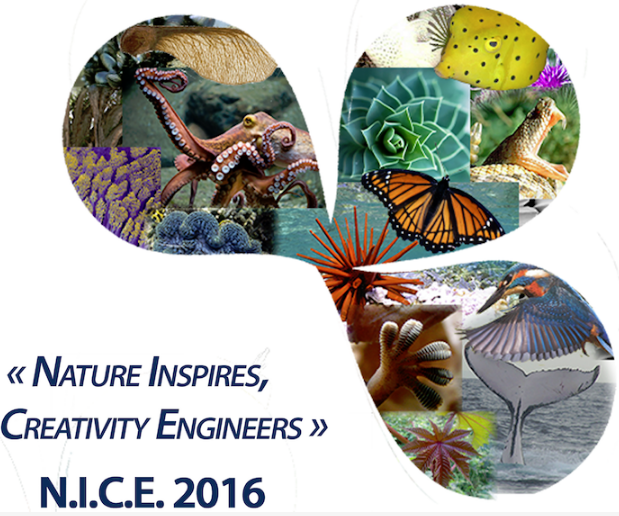 « NATURE INSPIRES,
CREATIVITY ENGINEERS »
N.I.C.E. 2016